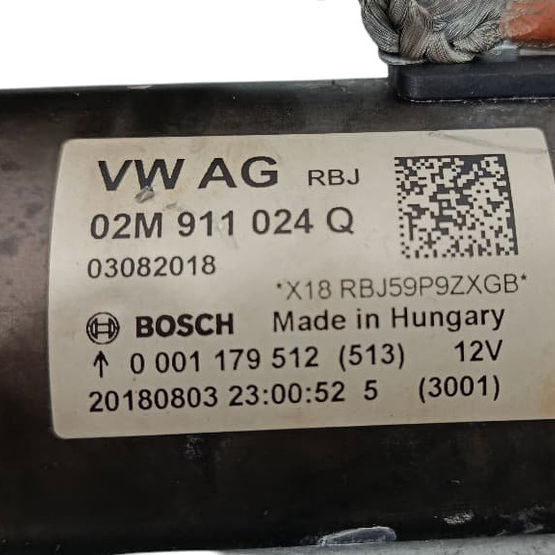 VW AG RBJ
02M 911 024 Q
03082018
*X18 RBJ59P9ZXGB*
BOSCH Made in Hungary
↑ 0 001 179 512 (513) 12V
20180803 23:00:52 5 (3001)